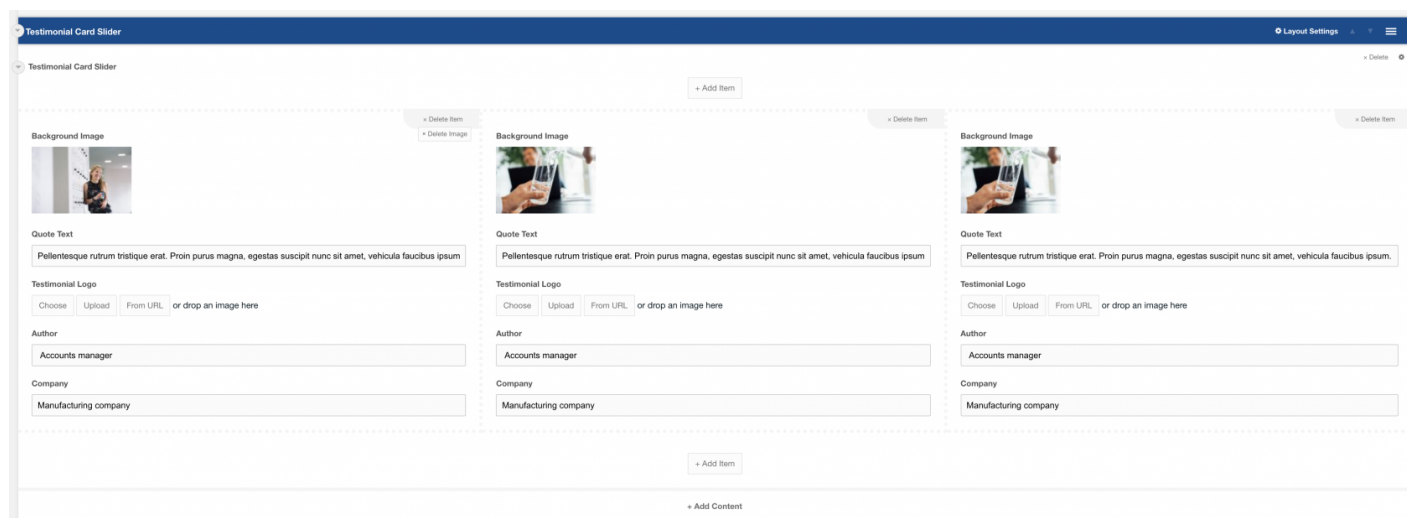 Testimonial Card Slider
Layout Settings
Testimonial Card Slider
× Delete
+ Add Item
× Delete Item
× Delete Item
× Delete Item
Background Image
× Delete Image
Background Image
Background Image
Quote Text
Quote Text
Quote Text
Pellentesque rutrum tristique erat. Proin purus magna, egestas suscipit nunc sit amet, vehicula faucibus ipsum
Pellentesque rutrum tristique erat. Proin purus magna, egestas suscipit nunc sit amet, vehicula faucibus ipsum
Pellentesque rutrum tristique erat. Proin purus magna, egestas suscipit nunc sit amet, vehicula faucibus ipsum.
Testimonial Logo
Testimonial Logo
Testimonial Logo
Choose Upload From URL or drop an image here
Choose Upload From URL or drop an image here
Choose Upload From URL or drop an image here
Author
Author
Author
Accounts manager
Accounts manager
Accounts manager
Company
Company
Company
Manufacturing company
Manufacturing company
Manufacturing company
+ Add Item
+ Add Content